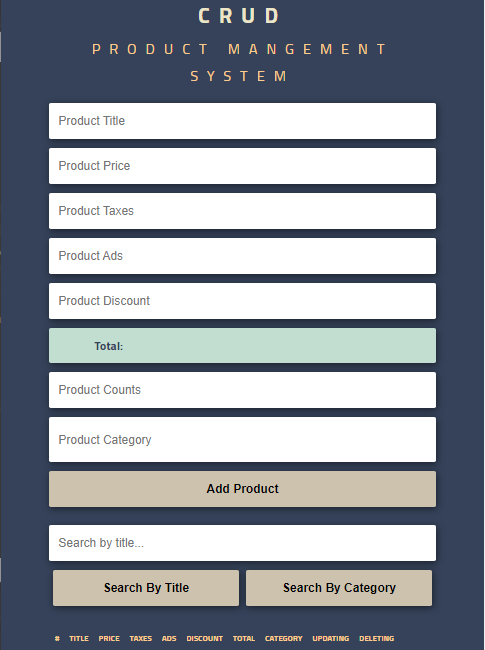 CRUD
PRODUCT MANGEMENT
SYSTEM
Product Title
Product Price
Product Taxes
Product Ads
Product Discount
Total:
Product Counts
Product Category
Add Product
Search by title...
Search By Title Search By Category
# TITLE PRICE TAXES ADS DISCOUNT TOTAL CATEGORY UPDATING DELETING